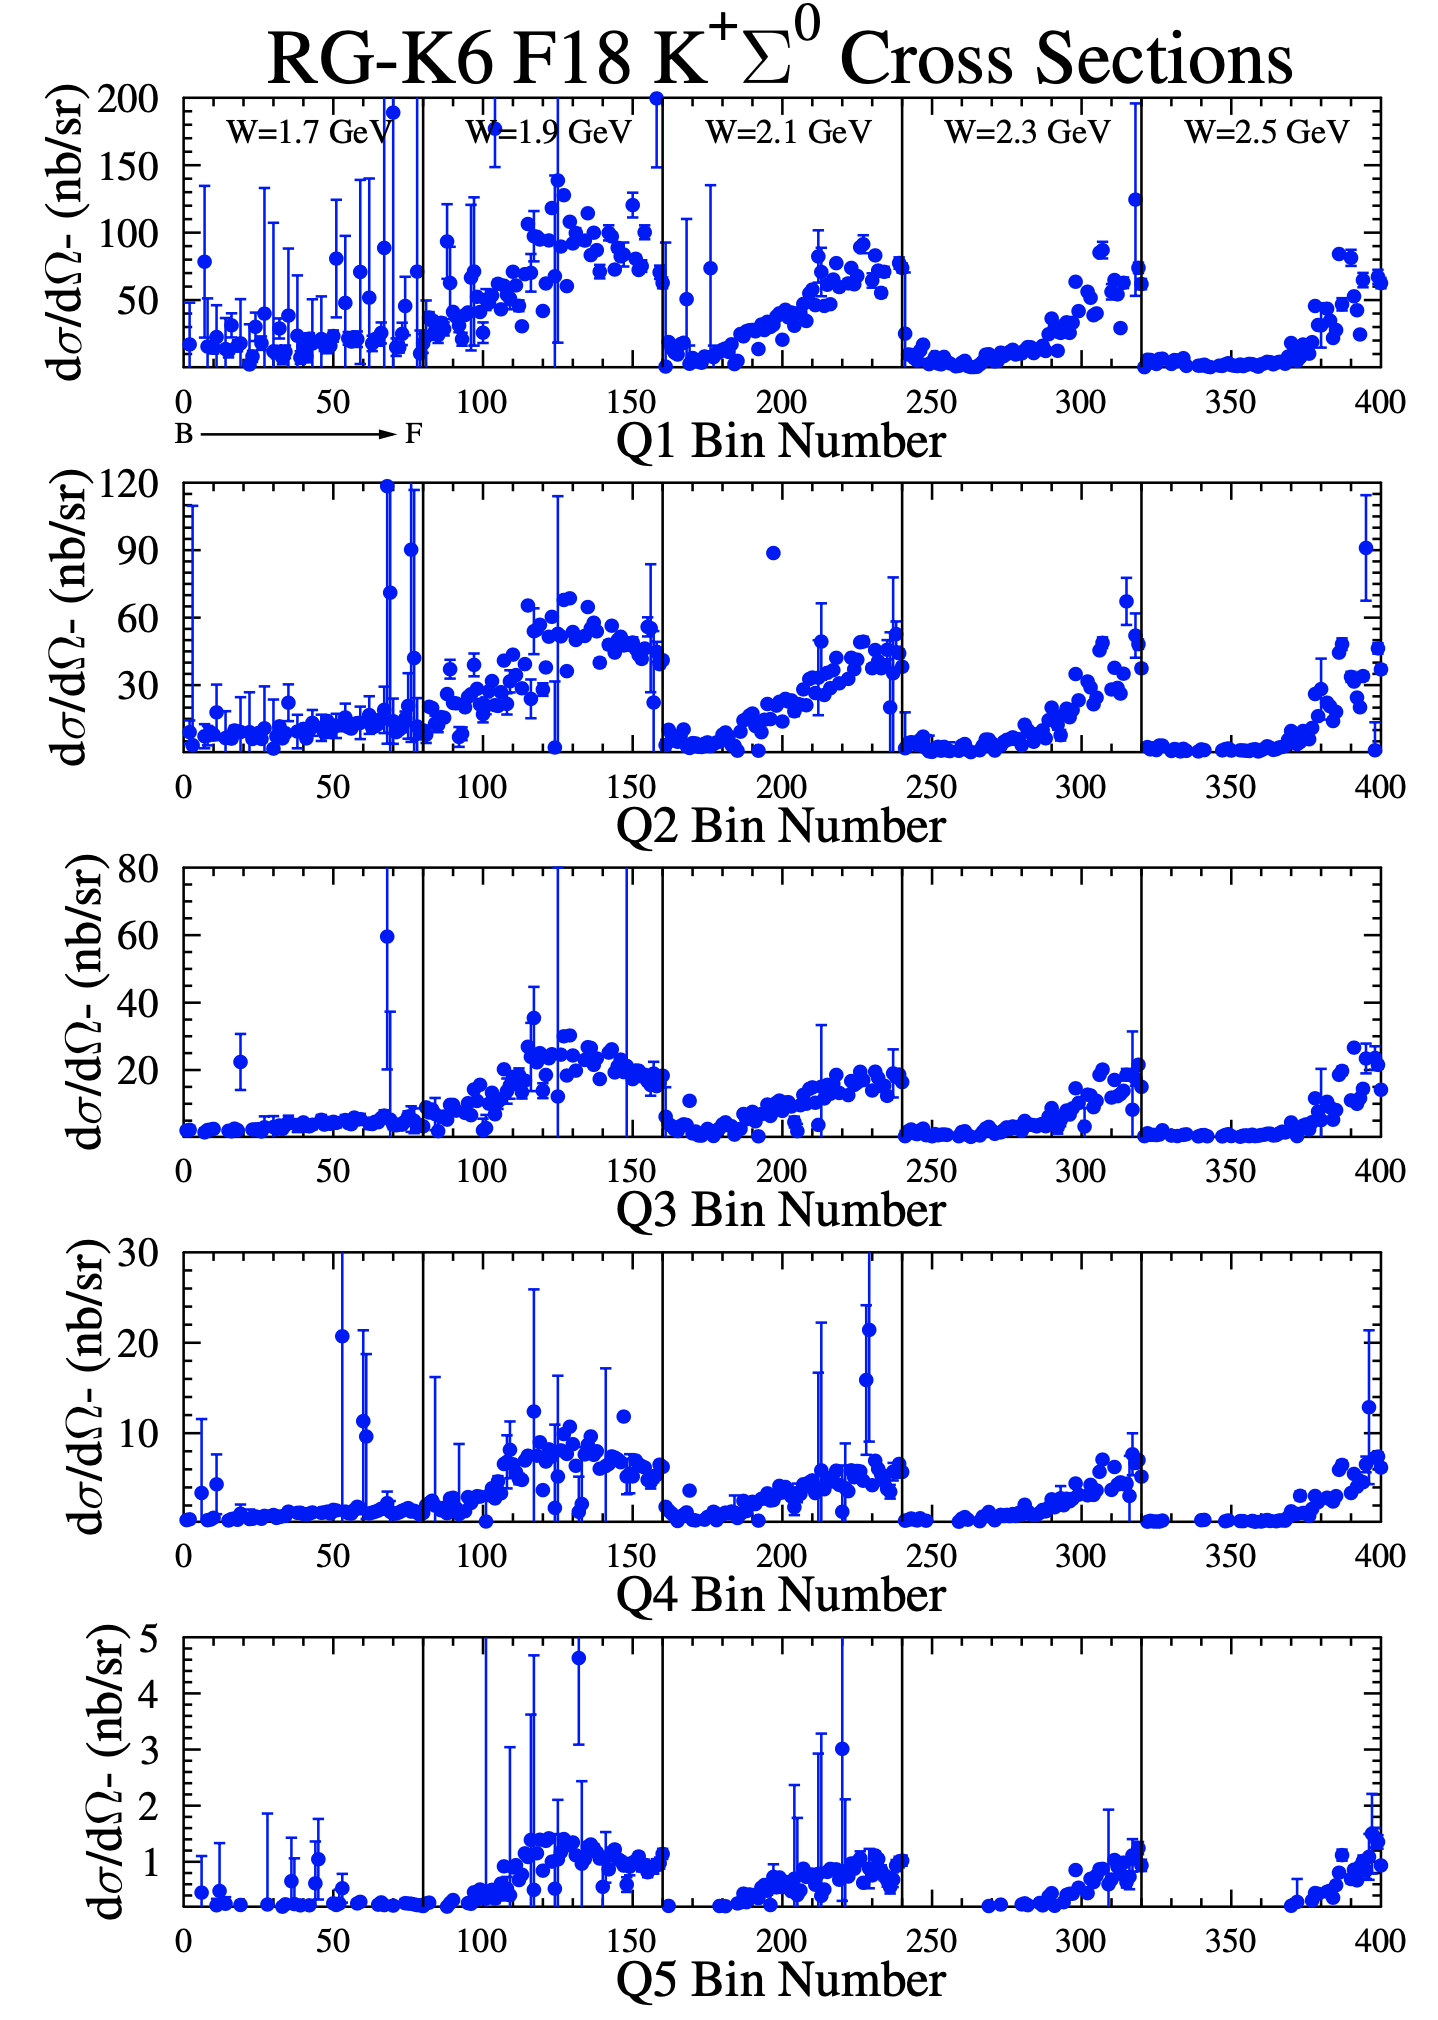 RG-K6 F18 K⁺Σ⁰ Cross Sections
dσ/dΩ- (nb/sr)
200
150
100
50
W=1.7 GeV W=1.9 GeV W=2.1 GeV W=2.3 GeV W=2.5 GeV
0 50 100 150 200 250 300 350 400
B F
Q1 Bin Number
dσ/dΩ- (nb/sr)
120
90
60
30
0 50 100 150 200 250 300 350 400
Q2 Bin Number
dσ/dΩ- (nb/sr)
80
60
40
20
0 50 100 150 200 250 300 350 400
Q3 Bin Number
dσ/dΩ- (nb/sr)
30
20
10
0 50 100 150 200 250 300 350 400
Q4 Bin Number
dσ/dΩ- (nb/sr)
5
4
3
2
1
0 50 100 150 200 250 300 350 400
Q5 Bin Number